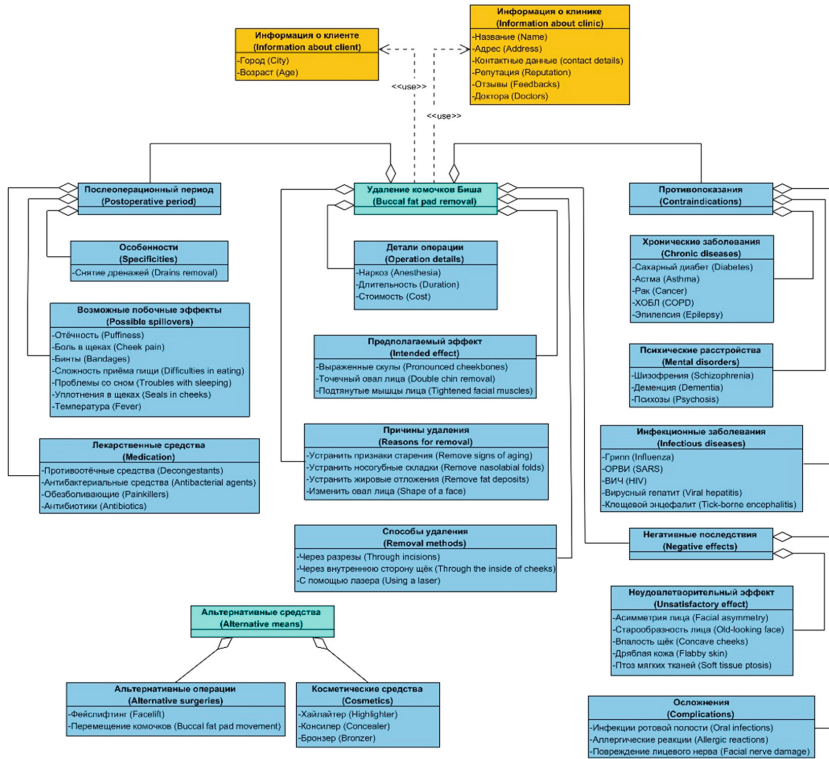 Информация о клиенте
(Information about client)
-Город (City)
-Возраст (Age)
Информация о клинике
(Information about clinic)
-Название (Name)
-Адрес (Address)
-Контактные данные (contact details)
-Репутация (Reputation)
-Отзывы (Feedbacks)
-Доктора (Doctors)
<<use>>
<<use>>
Послеоперационный период
(Postoperative period)
Удаление комочков Биша
(Buccal fat pad removal)
Противопоказания
(Contraindications)
Особенности
(Specificities)
-Снятие дренажей (Drains removal)
Детали операции
(Operation details)
-Наркоз (Anesthesia)
-Длительность (Duration)
-Стоимость (Cost)
Хронические заболевания
(Chronic diseases)
-Сахарный диабет (Diabetes)
-Астма (Asthma)
-Рак (Cancer)
-ХОБЛ (COPD)
-Эпилепсия (Epilepsy)
Возможные побочные эффекты
(Possible spillovers)
-Отёчность (Puffiness)
-Боль в щеках (Cheek pain)
-Бинты (Bandages)
-Сложность приёма пищи (Difficulties in eating)
-Проблемы со сном (Troubles with sleeping)
-Уплотнения в щеках (Seals in cheeks)
-Температура (Fever)
Предполагаемый эффект
(Intended effect)
-Выраженные скулы (Pronounced cheekbones)
-Точечный овал лица (Double chin removal)
-Подтянутые мышцы лица (Tightened facial muscles)
Психические расстройства
(Mental disorders)
-Шизофрения (Schizophrenia)
-Деменция (Dementia)
-Психозы (Psychosis)
Лекарственные средства
(Medication)
-Противоотёчные средства (Decongestants)
-Антибактериальные средства (Antibacterial agents)
-Обезболивающие (Painkillers)
-Антибиотики (Antibiotics)
Причины удаления
(Reasons for removal)
-Устранить признаки старения (Remove signs of aging)
-Устранить носогубные складки (Remove nasolabial folds)
-Устранить жировые отложения (Remove fat deposits)
-Изменить овал лица (Shape of a face)
Инфекционные заболевания
(Infectious diseases)
-Грипп (Influenza)
-ОРВИ (SARS)
-ВИЧ (HIV)
-Вирусный гепатит (Viral hepatitis)
-Клещевой энцефалит (Tick-borne encephalitis)
Способы удаления
(Removal methods)
-Через разрезы (Through incisions)
-Через внутреннюю сторону щёк (Through the inside of cheeks)
-С помощью лазера (Using a laser)
Негативные последствия
(Negative effects)
Неудовлетворительный эффект
(Unsatisfactory effect)
-Асимметрия лица (Facial asymmetry)
-Старообразность лица (Old-looking face)
-Впалость щёк (Concave cheeks)
-Дряблая кожа (Flabby skin)
-Птоз мягких тканей (Soft tissue ptosis)
Альтернативные средства
(Alternative means)
Альтернативные операции
(Alternative surgeries)
-Фейслифтинг (Facelift)
-Перемещение комочков (Buccal fat pad movement)
Косметические средства
(Cosmetics)
-Хайлайтер (Highlighter)
-Консилер (Concealer)
-Бронзер (Bronzer)
Осложнения
(Complications)
-Инфекции ротовой полости (Oral infections)
-Аллергические реакции (Allergic reactions)
-Повреждение лицевого нерва (Facial nerve damage)